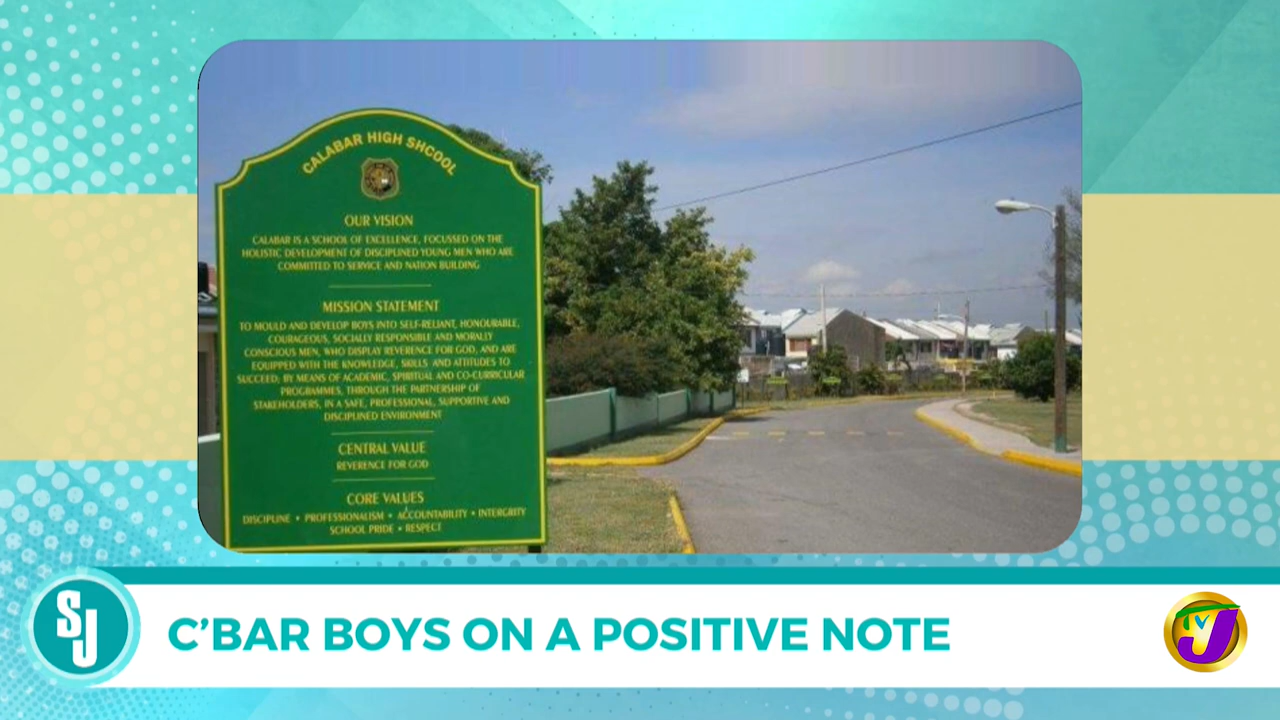 CALABAR HIGH SHCOOL
OUR VISION
CALABAR IS A SCHOOL OF EXCELLENCE, FOCUSSED ON THE
HOLISTIC DEVELOPMENT OF DISCIPLINED YOUNG MEN WHO ARE
COMMITTED TO SERVICE AND NATION BUILDING
MISSION STATEMENT
TO MOULD AND DEVELOP BOYS INTO SELF-RELIANT, HONOURABLE,
COURAGEOUS, SOCIALLY RESPONSIBLE AND MORALLY
CONSCIOUS MEN, WHO DISPLAY REVERENCE FOR GOD, AND ARE
EQUIPPED WITH THE KNOWLEDGE, SKILLS AND ATTITUDES TO
SUCCEED; BY MEANS OF ACADEMIC, SPIRITUAL AND CO-CURRICULAR
PROGRAMMES, THROUGH THE PARTNERSHIP OF
STAKEHOLDERS, IN A SAFE, PROFESSIONAL, SUPPORTIVE AND
DISCIPLINED ENVIRONMENT
CENTRAL VALUE
REVERENCE FOR GOD
CORE VALUES
DISCIPLINE • PROFESSIONALISM • ACCOUNTABILITY • INTERGRITY
SCHOOL PRIDE • RESPECT
SJ
C'BAR BOYS ON A POSITIVE NOTE
TVJ